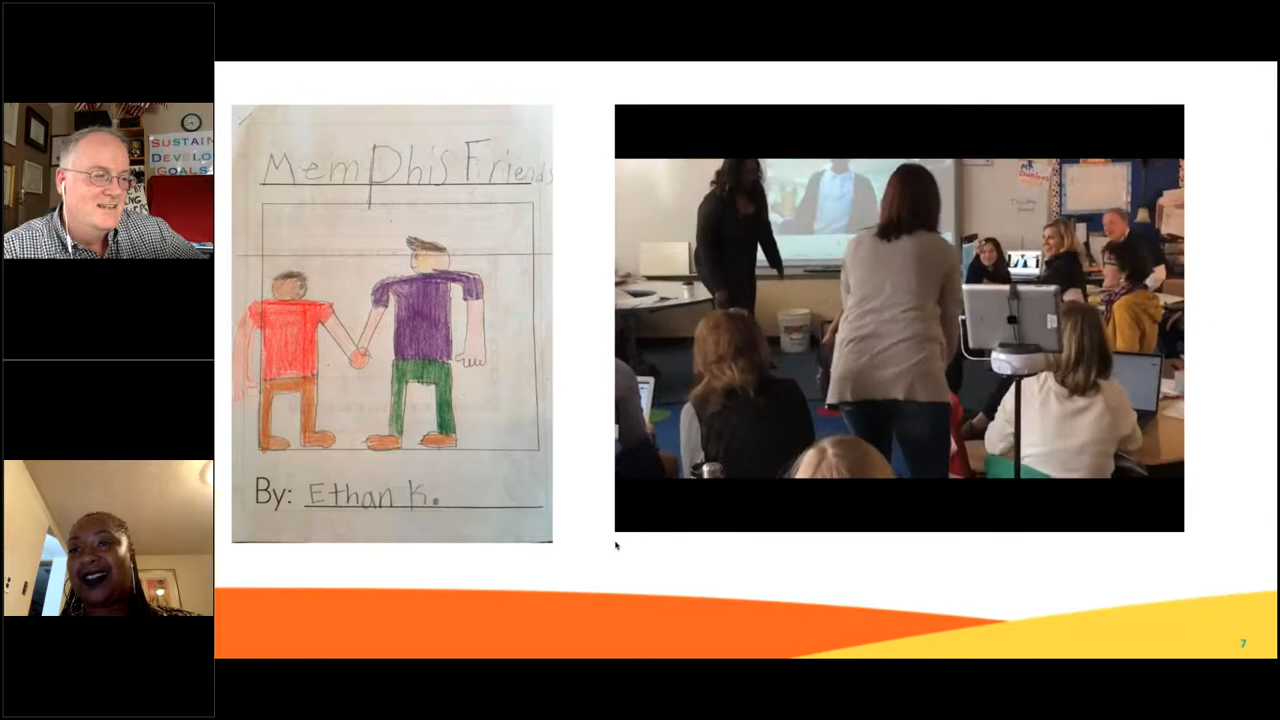 SUSTAIN
DEVELO
GOALS
Memphis Friends
By: Ethan K.
7